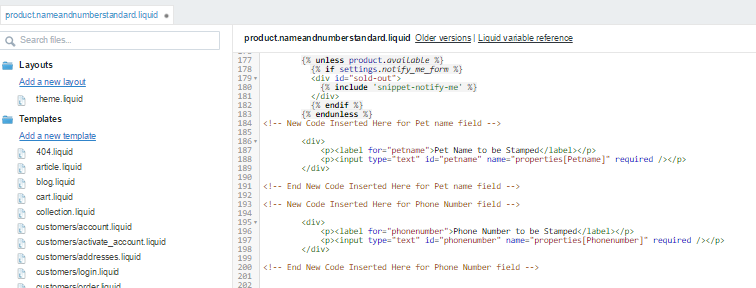 product.nameandnumberstandard.liquid
Search files...
Layouts
Add a new layout
theme.liquid
Templates
Add a new template
404.liquid
article.liquid
blog.liquid
cart.liquid
collection.liquid
customers/account.liquid
customers/activate_account.liquid
customers/addresses.liquid
customers/login.liquid
customers/order.liquid
product.nameandnumberstandard.liquid Older versions | Liquid variable reference
177 {% unless product.available %}
178 {% if settings.notify_me_form %}
179 <div id="sold-out">
180 {% include 'snippet-notify-me' %}
181 </div>
182 {% endif %}
183 {% endunless %}
184 <!-- New Code Inserted Here for Pet name field -->
185
186 <div>
187 <p><label for="petname">Pet Name to be Stamped</label></p>
188 <p><input type="text" id="petname" name="properties[Petname]" required /></p>
189 </div>
190
191 <!-- End New Code Inserted Here for Pet name field -->
192
193 <!-- New Code Inserted Here for Phone Number field -->
194
195 <div>
196 <p><label for="phonenumber">Phone Number to be Stamped</label></p>
197 <p><input type="text" id="phonenumber" name="properties[Phonenumber]" required /></p>
198 </div>
199
200 <!-- End New Code Inserted Here for Phone Number field -->
201
202